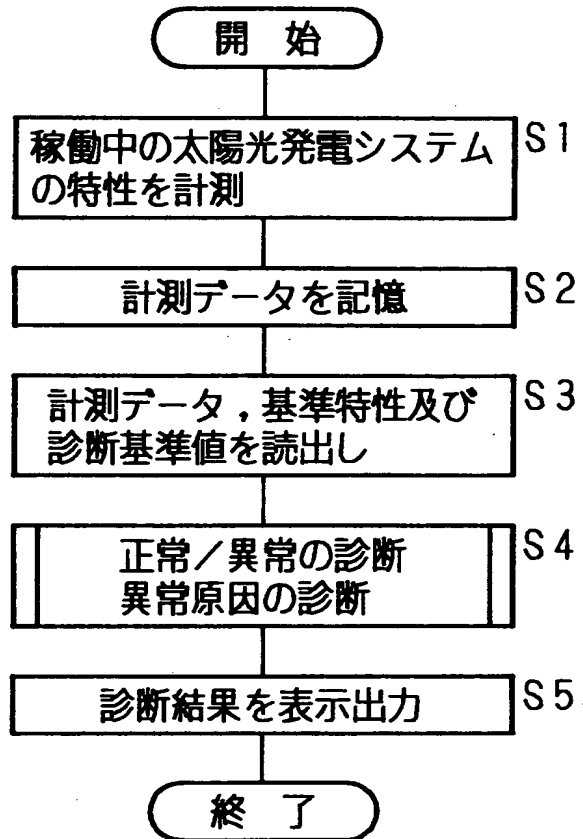 開 始
稼働中の太陽光発電システム
の特性を計測
S1
計測データを記憶
S2
計測データ，基準特性及び
診断基準値を読出し
S3
正常／異常の診断
異常原因の診断
S4
診断結果を表示出力
S5
終 了